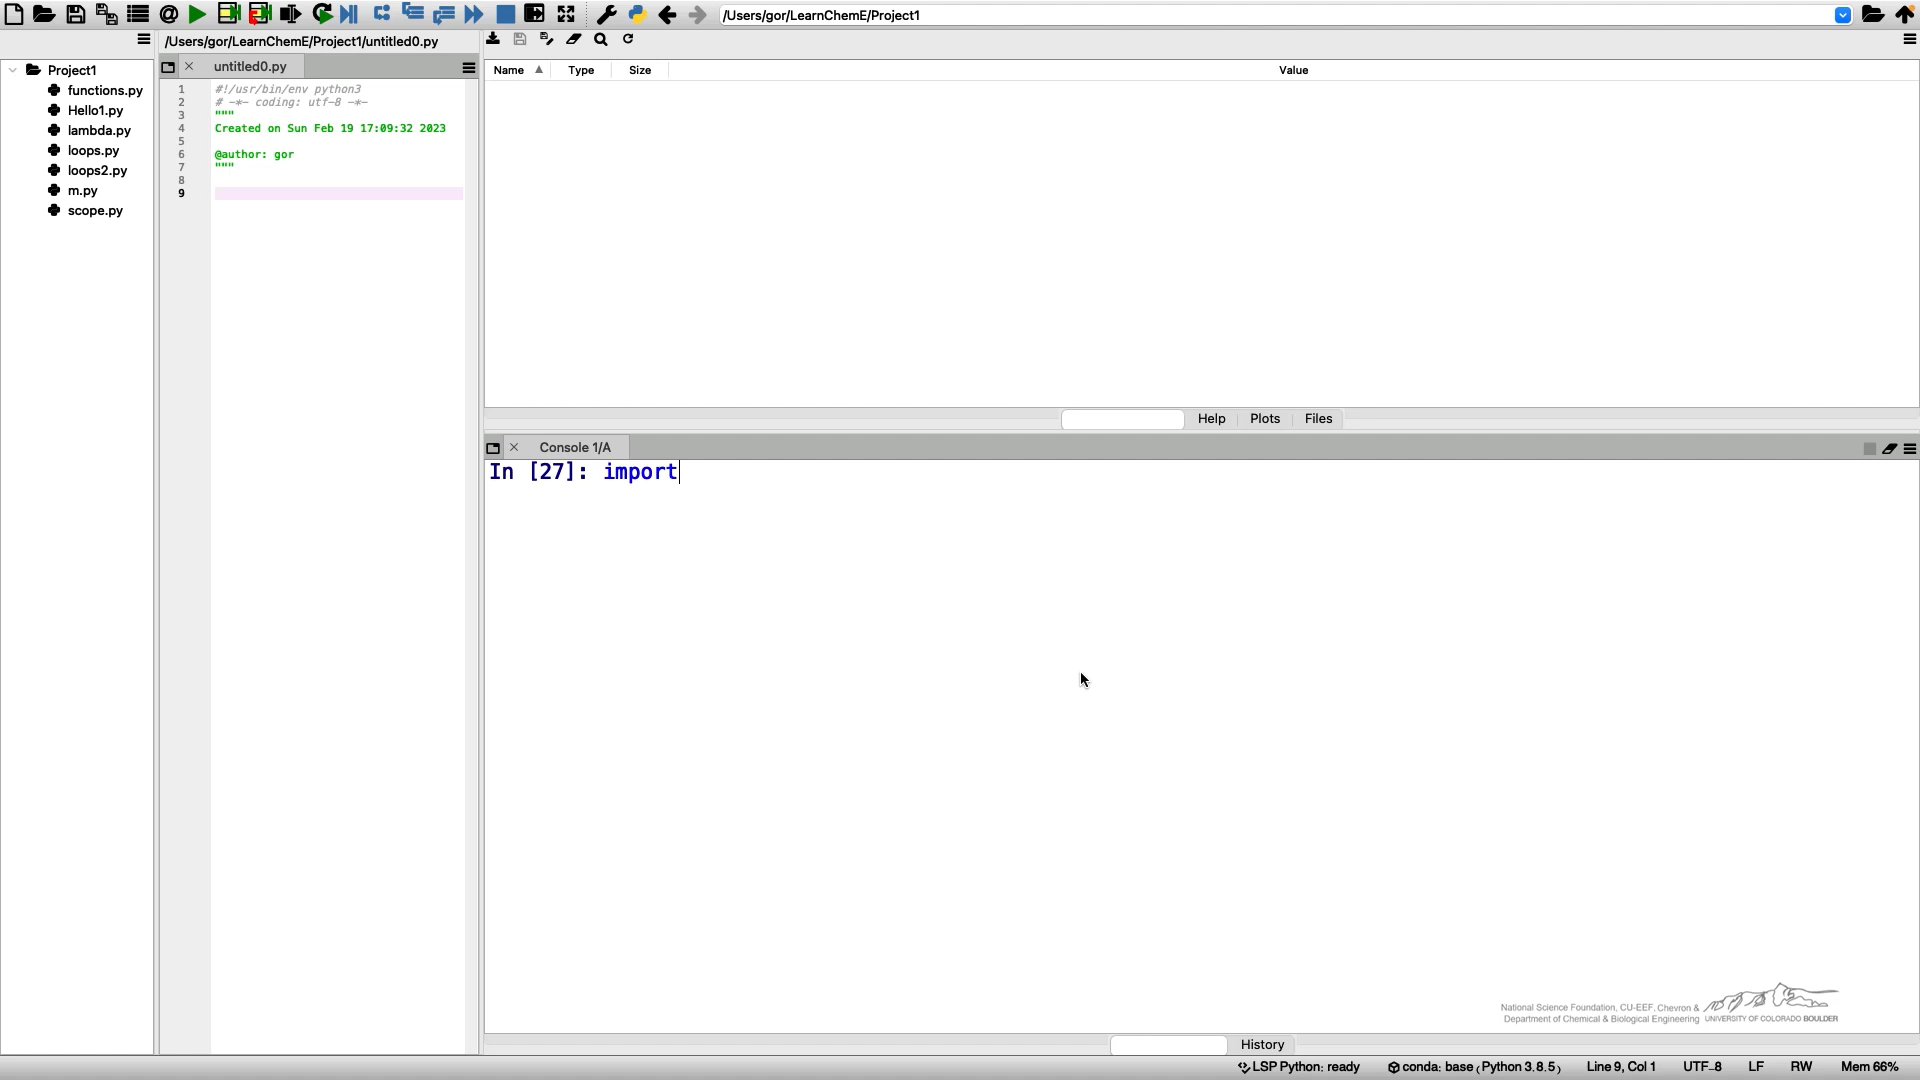 /Users/gor/LearnChemE/Project1
/Users/gor/LearnChemE/Project1/untitled0.py
Project1
functions.py
Hello1.py
lambda.py
loops.py
loops2.py
m.py
scope.py
untitled0.py
1 #!/usr/bin/env python3
2 # -*- coding: utf-8 -*-
3 """
4 Created on Sun Feb 19 17:09:32 2023
5
6 @author: gor
7 """
8
9
Name Type Size Value
Help Plots Files
Console 1/A
In [27]: import
National Science Foundation, CU-EEF, Chevron &
Department of Chemical & Biological Engineering UNIVERSITY OF COLORADO BOULDER
History
LSP Python: ready conda: base (Python 3.8.5) Line 9, Col 1 UTF-8 LF RW Mem 66%